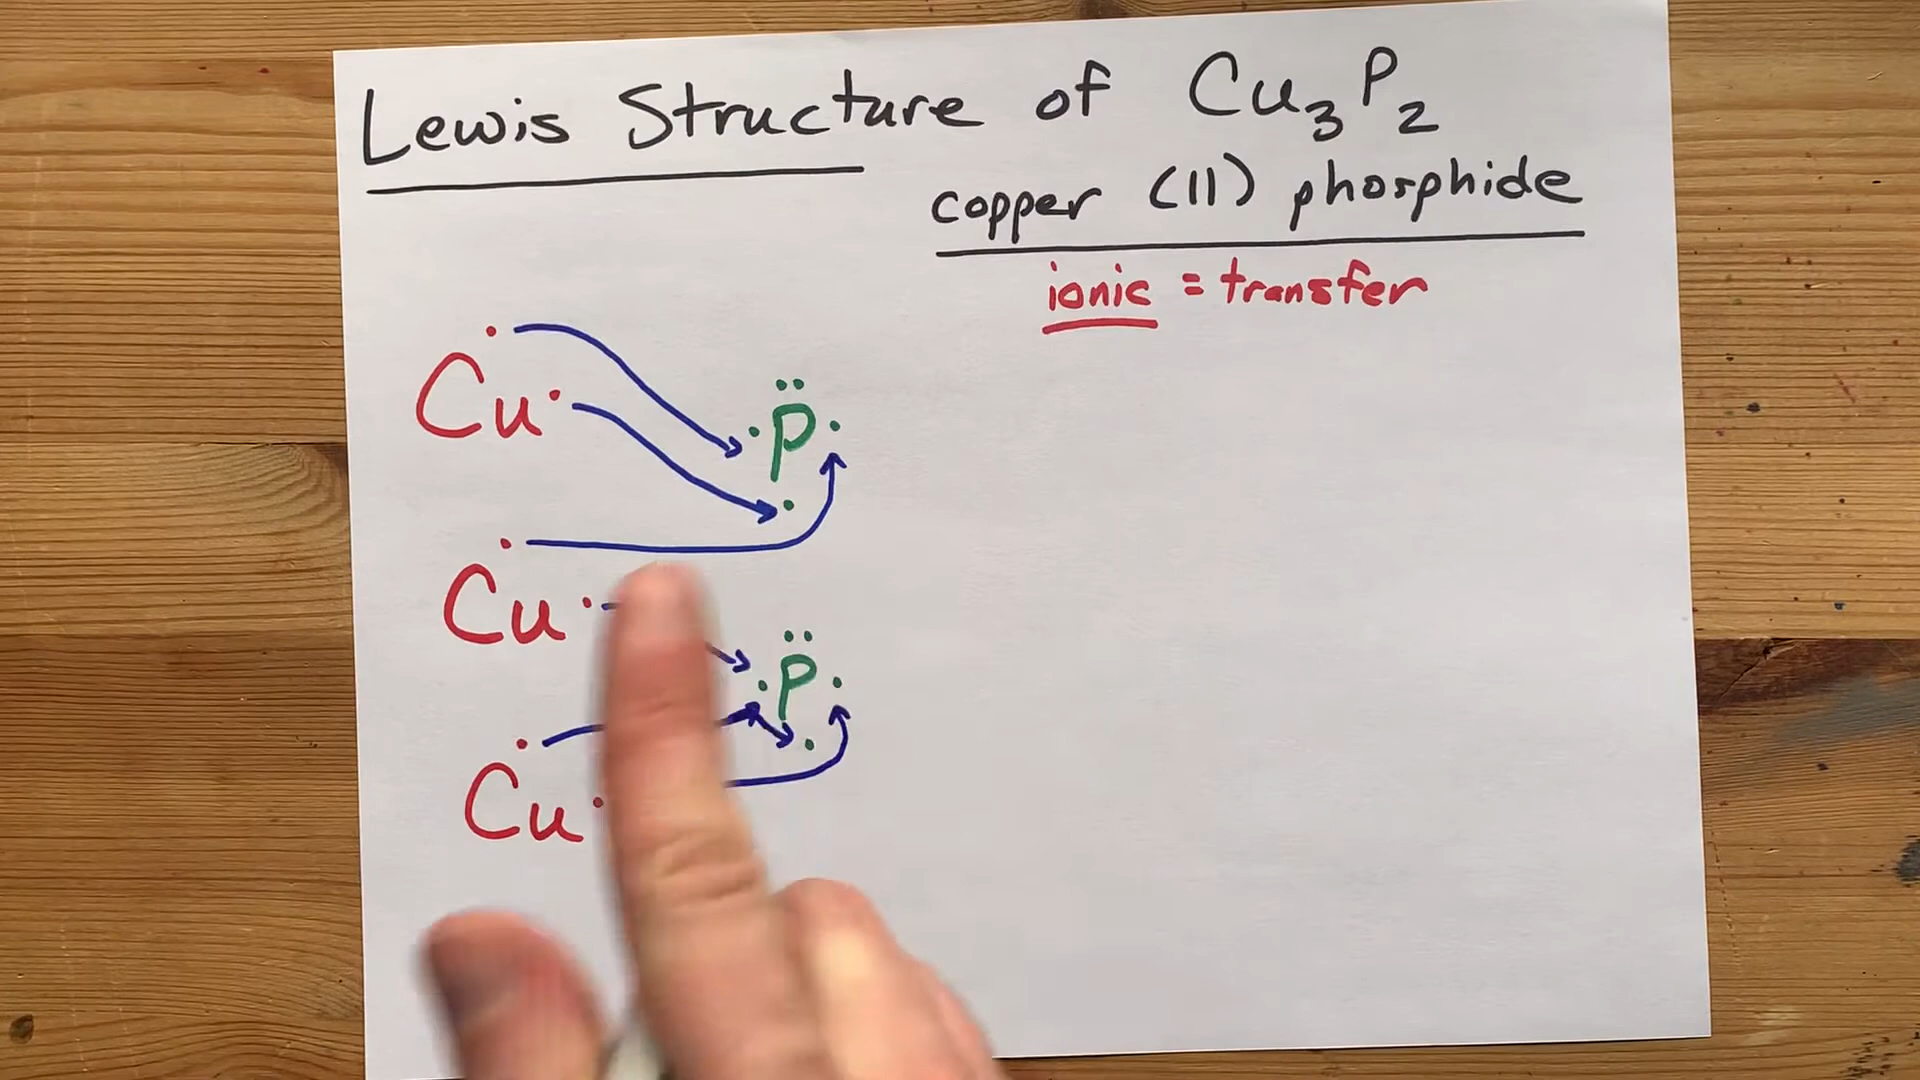 Lewis Structure of Cu₃P₂
copper (II) phosphide
ionic = transfer
Cu
P
Cu
P
Cu